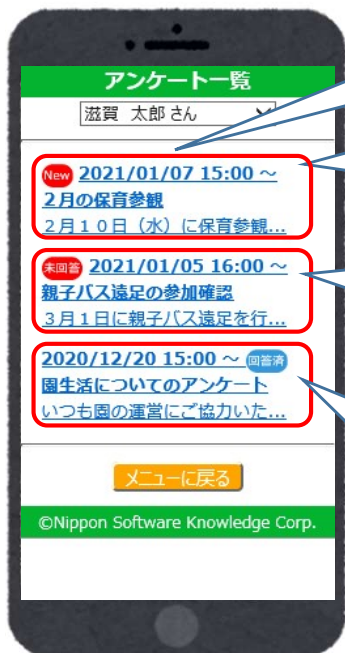 アンケート一覧
滋賀 太郎 さん
New 2021/01/07 15:00 ～
２月の保育参観
２月１０日（水）に保育参観...
未回答 2021/01/05 16:00 ～
親子バス遠足の参加確認
３月１日に親子バス遠足を行...
2020/12/20 15:00 ～ 回答済
園生活についてのアンケート
いつも園の運営にご協力いた...
メニューに戻る
©Nippon Software Knowledge Corp.